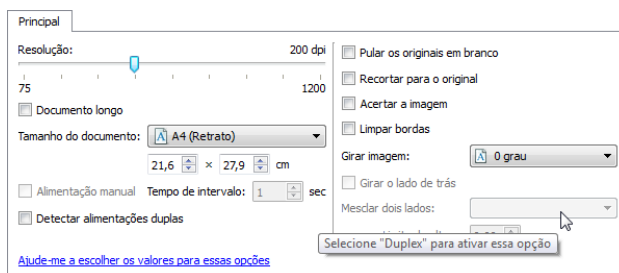 Principal
Resolução: 200 dpi
75 1200
Documento longo
Tamanho do documento: A4 (Retrato)
21,6 × 27,9 cm
Alimentação manual Tempo de intervalo: 1 sec
Detectar alimentações duplas
Ajude-me a escolher os valores para essas opções
Pular os originais em branco
Recortar para o original
Acertar a imagem
Limpar bordas
Girar imagem: 0 grau
Girar o lado de trás
Mesclar dois lados:
Selecione "Duplex" para ativar essa opção